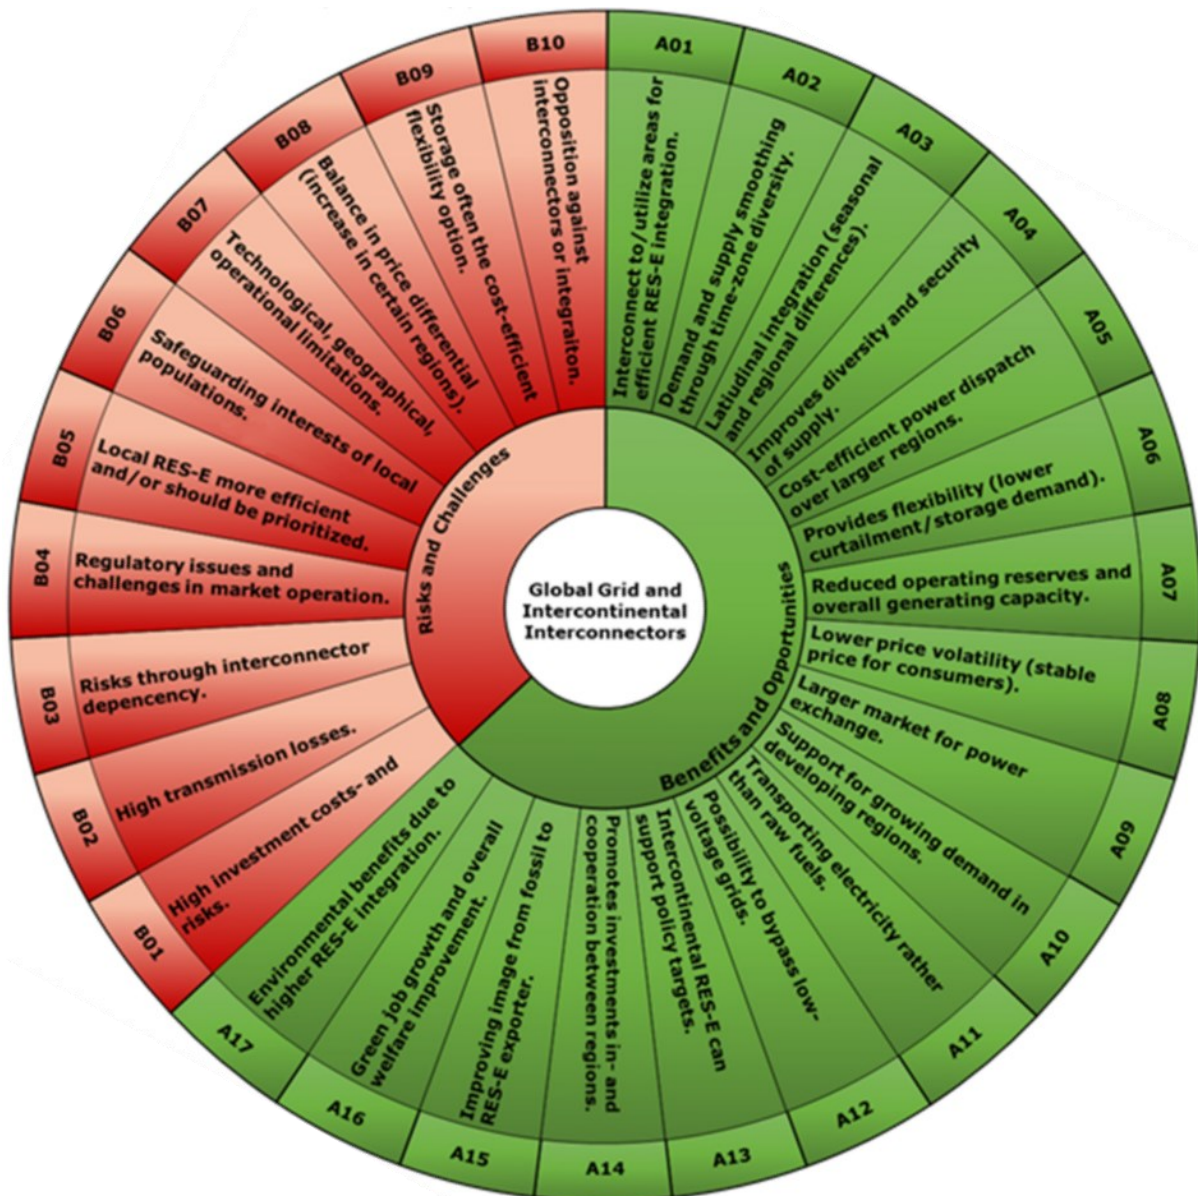 Global Grid and
Intercontinental
Interconnectors
Benefits and Opportunities
A01
Interconnect to/utilize areas for
efficient RES-E integration.
A02
Demand and supply smoothing
through time-zone diversity.
A03
Latiudinal integration (seasonal
and regional differences).
A04
Improves diversity and security
of supply.
A05
Cost-efficient power dispatch
over larger regions.
A06
Provides flexibility (lower
curtailment/storage demand).
A07
Reduced operating reserves and
overall generating capacity.
A08
Lower price volatility (stable
price for consumers).
A09
Larger market for power
exchange.
A10
Support for growing demand in
developing regions.
A11
Transporting electricity rather
than raw fuels.
A12
Possibility to bypass low-
voltage grids.
A13
Intercontinental RES-E can
support policy targets.
A14
Promotes investments in- and
cooperation between regions.
A15
Improving image from fossil to
RES-E exporter.
A16
Green job growth and overall
welfare improvement.
A17
Environmental benefits due to
higher RES-E integration.
Risks and Challenges
B01
High investment costs- and
risks.
B02
High transmission losses.
B03
Risks through interconnector
depencency.
B04
Regulatory issues and
challenges in market operation.
B05
Local RES-E more efficient
and/or should be prioritized.
B06
Safeguarding interests of local
populations.
B07
Technological, geographical,
operational limitations.
B08
Balance in price differential
(increase in certain regions).
B09
Storage often the cost-efficient
flexibility option.
B10
Opposition against
interconnectors or integraiton.